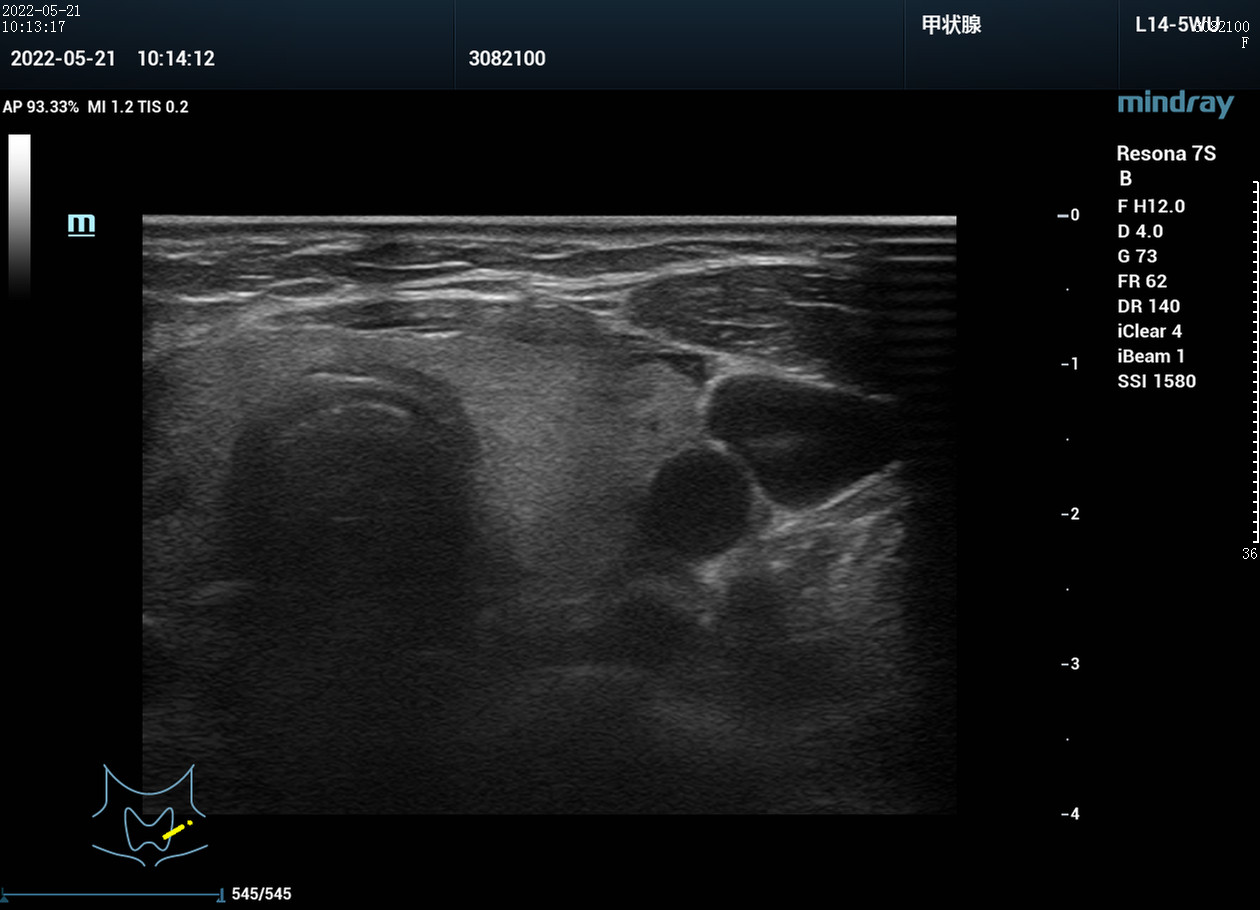 2022-05-21
10:13:17
2022-05-21 10:14:12
3082100
甲状腺
L14-5WU
3082100
F
AP 93.33% MI 1.2 TIS 0.2
mindray
m
Resona 7S
B
F H12.0
D 4.0
G 73
FR 62
DR 140
iClear 4
iBeam 1
SSI 1580
0
-1
-2
-3
-4
36
545/545